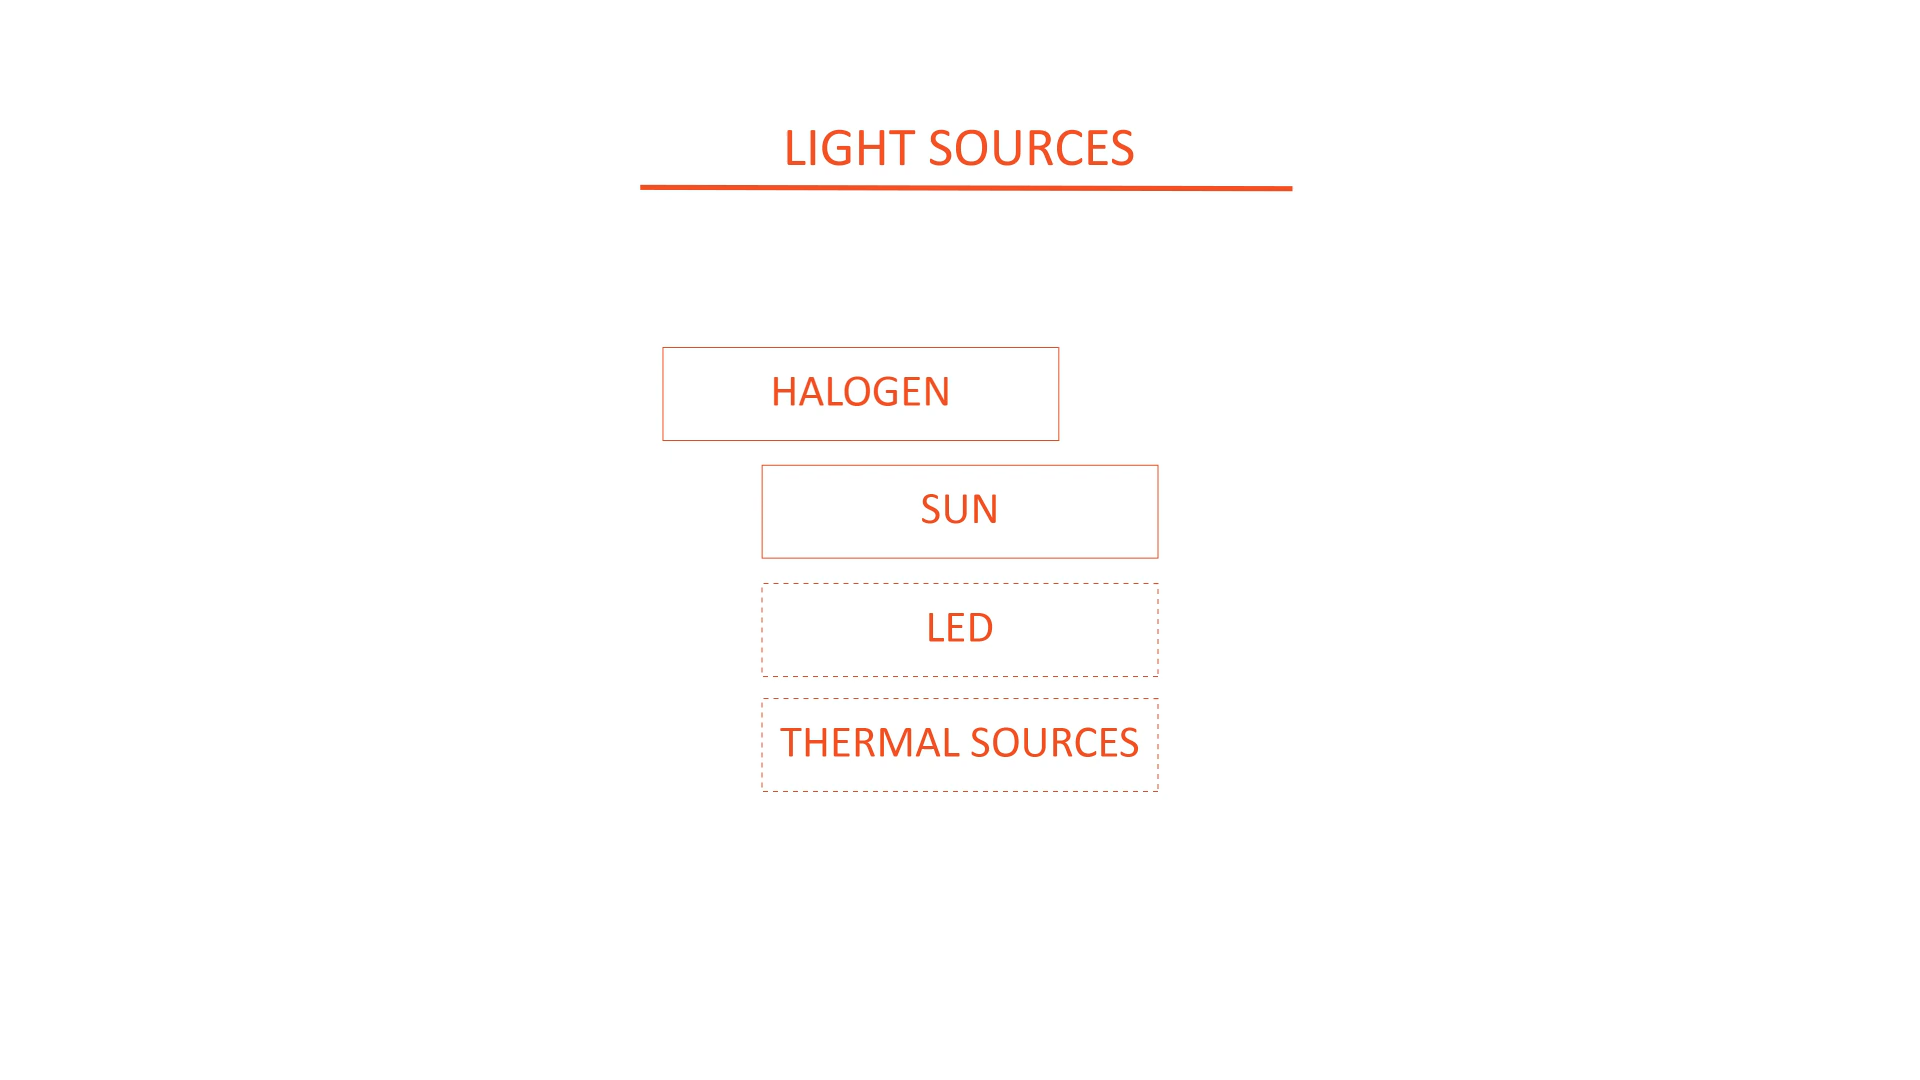 LIGHT SOURCES
HALOGEN
SUN
LED
THERMAL SOURCES